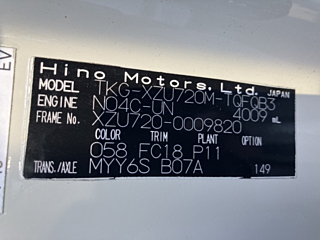 Hino Motors, Ltd. JAPAN
MODEL TKG-XZU720M-TQFQB3
ENGINE N04C-UN 4009 mL
FRAME No. XZU720-0009820
COLOR TRIM PLANT OPTION
058 FC18 P11
TRANS./AXLE MYY6S B07A 149
EV